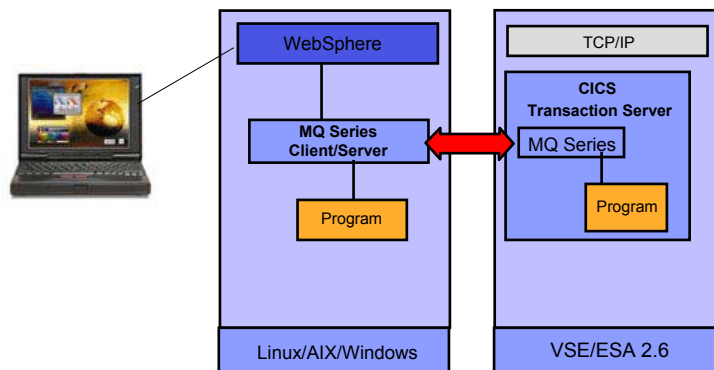 WebSphere
MQ Series
Client/Server
Program
Linux/AIX/Windows
TCP/IP
CICS
Transaction Server
MQ Series
Program
VSE/ESA 2.6